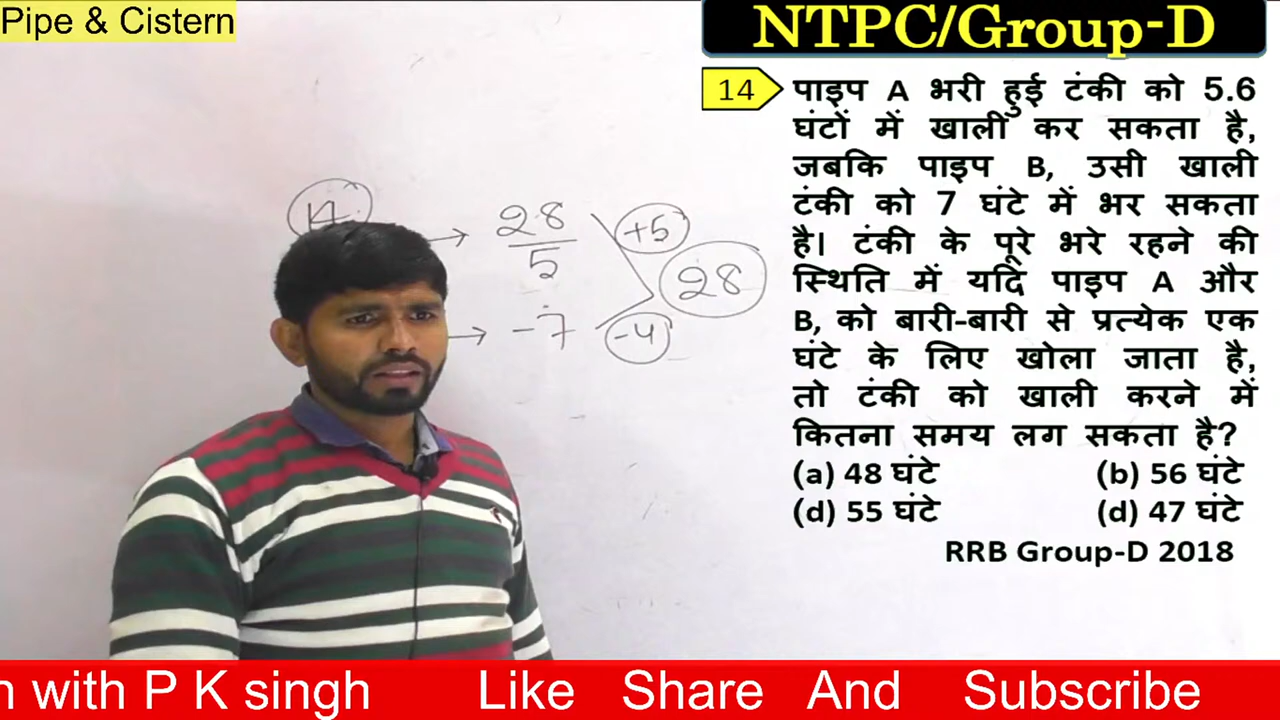 Pipe & Cistern
NTPC/Group-D
14
पाइप A भरी हुई टंकी को 5.6
घंटों में खाली कर सकता है,
जबकि पाइप B, उसी खाली
टंकी को 7 घंटे में भर सकता
है। टंकी के पूरे भरे रहने की
स्थिति में यदि पाइप A और
B, को बारी-बारी से प्रत्येक एक
घंटे के लिए खोला जाता है,
तो टंकी को खाली करने में
कितना समय लग सकता है?
(a) 48 घंटे (b) 56 घंटे
(d) 55 घंटे (d) 47 घंटे
RRB Group-D 2018
14
→ 28/5 +5
28
→ -7 -4
n with P K singh Like Share And Subscribe